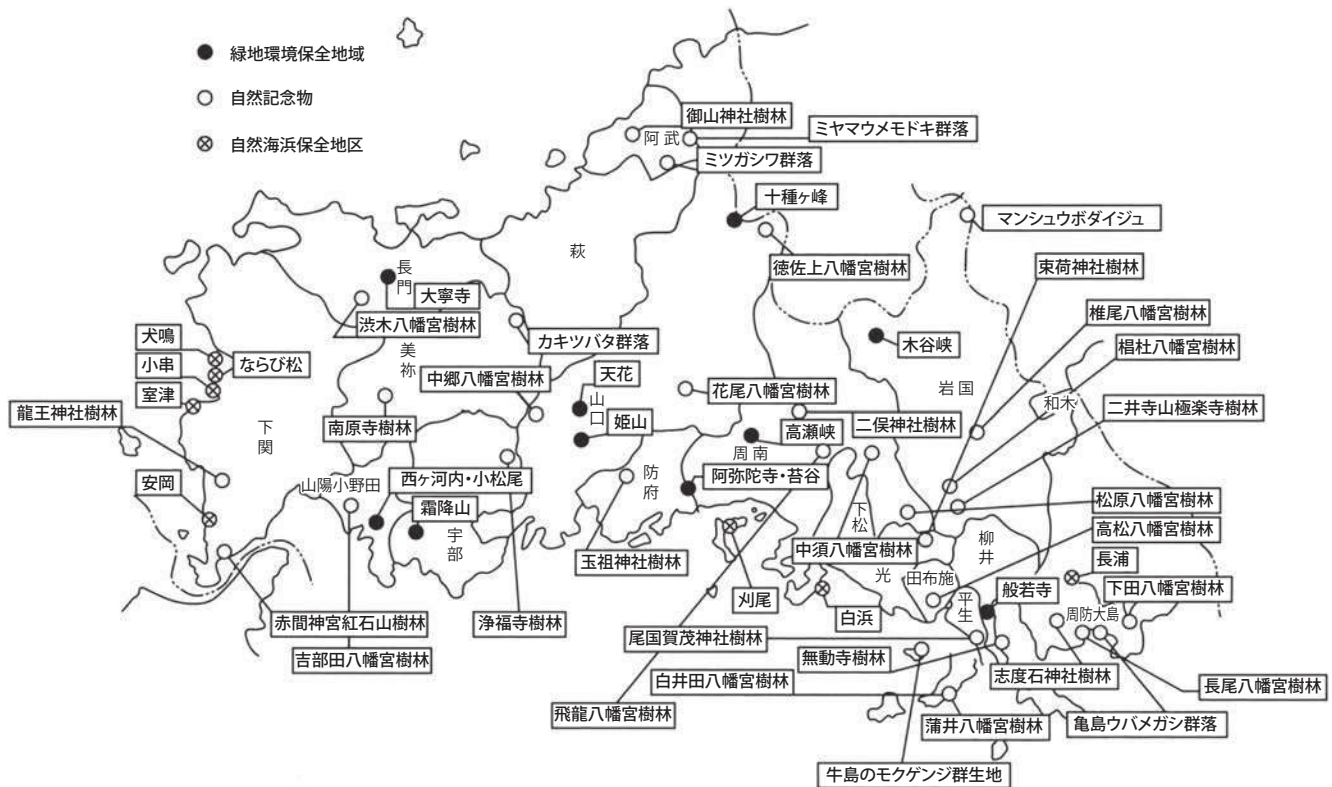 緑地環境保全地域
自然記念物
自然海浜保全地区
御山神社樹林
阿武
ミヤマウメモドキ群落
ミツガシワ群落
十種ヶ峰
マンシュウボダイジュ
萩
徳佐上八幡宮樹林
束荷神社樹林
長門
大寧寺
渋木八幡宮樹林
カキツバタ群落
椎尾八幡宮樹林
犬鳴
小串
室津
ならび松
美祢
木谷峡
椙杜八幡宮樹林
中郷八幡宮樹林
天花
山口
花尾八幡宮樹林
岩国
和木
二井寺山極楽寺樹林
龍王神社樹林
下関
南原寺樹林
姫山
高瀬峡
二俣神社樹林
周南
安岡
山陽小野田
西ヶ河内・小松尾
防府
阿弥陀寺・苔谷
霜降山
宇部
下松
松原八幡宮樹林
高松八幡宮樹林
玉祖神社樹林
中須八幡宮樹林
柳井
長浦
光
田布施
般若寺
下田八幡宮樹林
刈尾
白浜
平生
周防大島
赤間神宮紅石山樹林
浄福寺樹林
尾国賀茂神社樹林
吉部田八幡宮樹林
無動寺樹林
白井田八幡宮樹林
志度石神社樹林
長尾八幡宮樹林
飛龍八幡宮樹林
蒲井八幡宮樹林
亀島ウバメガシ群落
牛島のモクゲンジ群生地